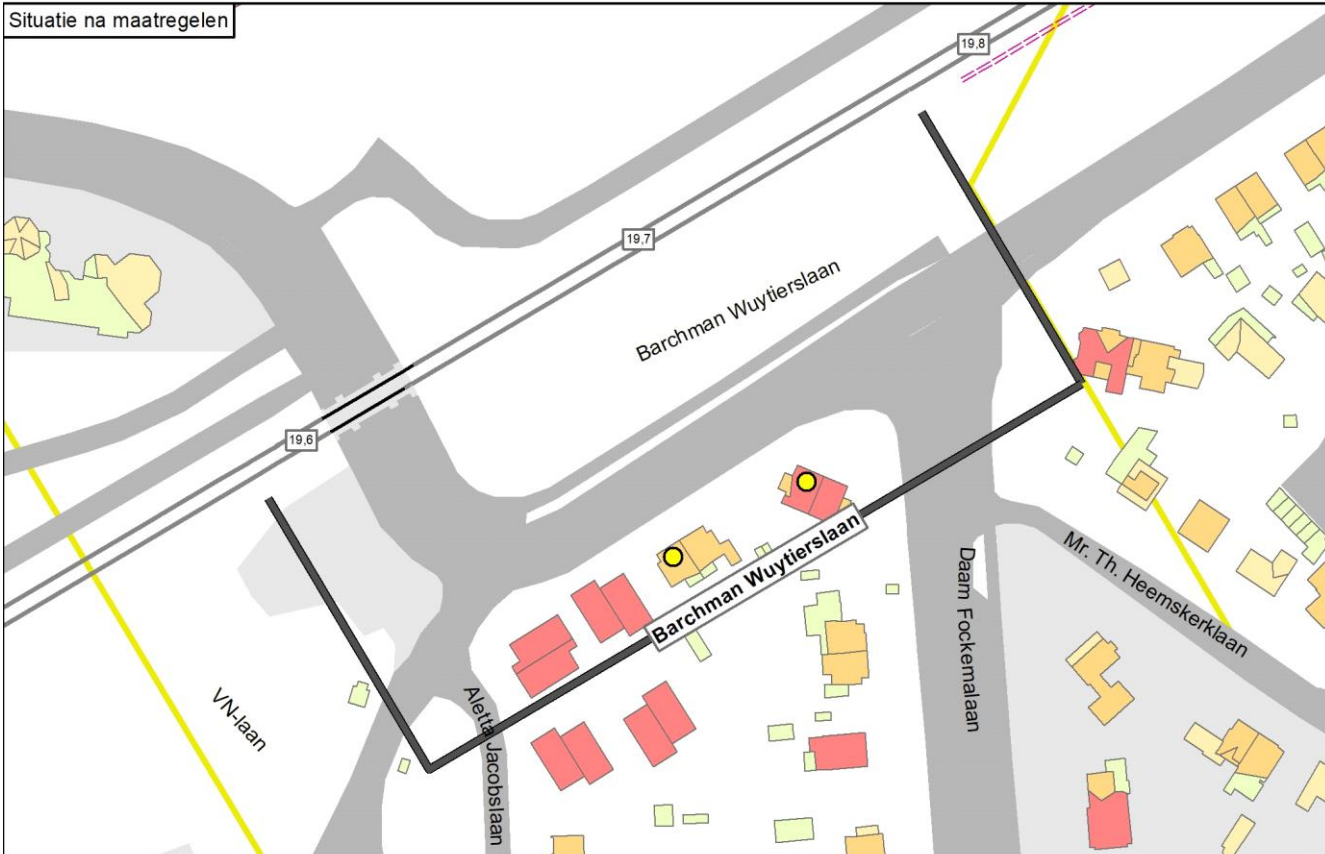 Situatie na maatregelen
19,8
19,7
Barchman Wuytierslaan
19,6
Barchman Wuytierslaan
Mr. Th. Heemskerklaan
Daam Fockemalaan
VN-laan
Aletta Jacobslaan